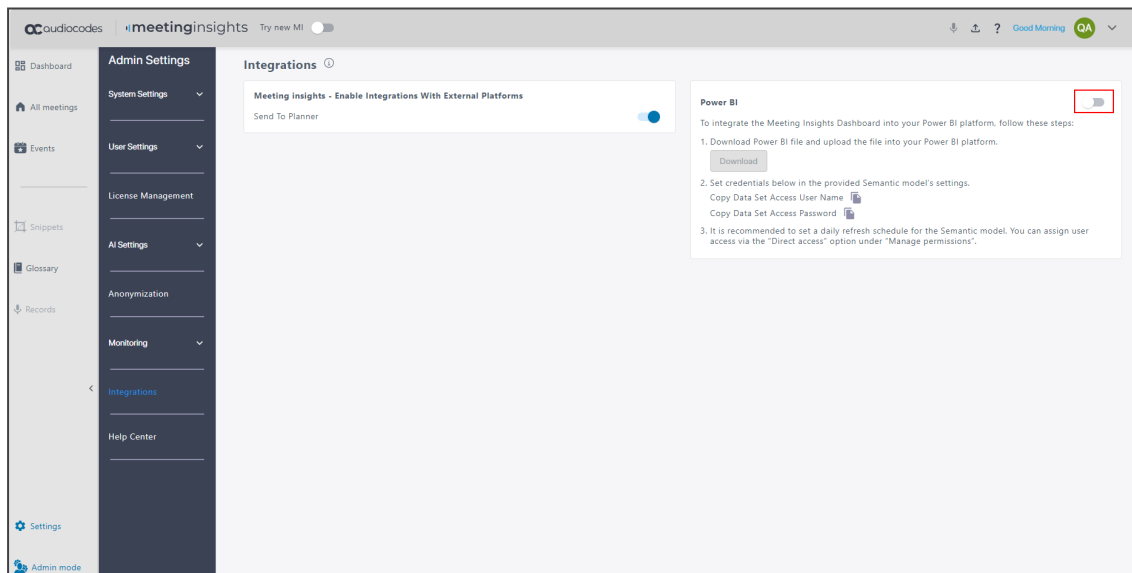 audiocodes meetinginsights Try new MI ? Good Morning QA
Dashboard
All meetings
Events
Snippets
Glossary
Records
Settings
Admin mode
Admin Settings
System Settings
User Settings
License Management
AI Settings
Anonymization
Monitoring
Integrations
Help Center
Integrations
Meeting insights - Enable Integrations With External Platforms
Send To Planner
Power BI
To integrate the Meeting Insights Dashboard into your Power BI platform, follow these steps:
1. Download Power BI file and upload the file into your Power BI platform.
Download
2. Set credentials below in the provided Semantic model's settings.
Copy Data Set Access User Name
Copy Data Set Access Password
3. It is recommended to set a daily refresh schedule for the Semantic model. You can assign user
access via the "Direct access" option under "Manage permissions".